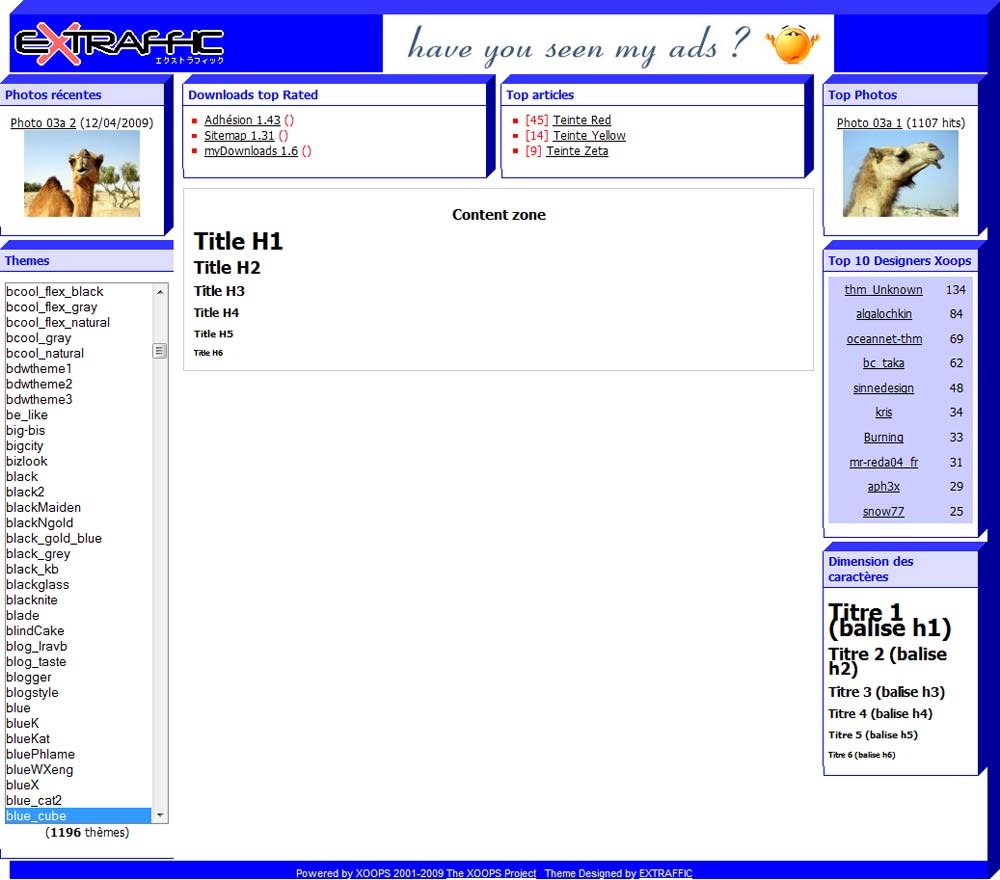 EXTRAFFIC
エクストラフィック
have you seen my ads ?
Photos récentes
Photo 03a 2 (12/04/2009)
Themes
bcool_flex_black
bcool_flex_gray
bcool_flex_natural
bcool_gray
bcool_natural
bdwtheme1
bdwtheme2
bdwtheme3
be_like
big-bis
bigcity
bizlook
black
black2
blackMaiden
blackNgold
black_gold_blue
black_grey
black_kb
blackglass
blacknite
blade
blindCake
blog_lravb
blog_taste
blogger
blogstyle
blue
blueK
blueKat
bluePhlame
blueWXeng
blueX
blue_cat2
blue_cube
(1196 thèmes)
Downloads top Rated
Adhésion 1.43 ()
Sitemap 1.31 ()
myDownloads 1.6 ()
Top articles
[45] Teinte Red
[14] Teinte Yellow
[9] Teinte Zeta
Content zone
Title H1
Title H2
Title H3
Title H4
Title H5
Title H6
Top Photos
Photo 03a 1 (1107 hits)
Top 10 Designers Xoops
thm_Unknown 134
algalochkin 84
oceannet-thm 69
bc_taka 62
sinnedesign 48
kris 34
Burning 33
mr-reda04_fr 31
aph3x 29
snow77 25
Dimension des
caractères
Titre 1
(balise h1)
Titre 2 (balise
h2)
Titre 3 (balise h3)
Titre 4 (balise h4)
Titre 5 (balise h5)
Titre 6 (balise h6)
Powered by XOOPS 2001-2009 The XOOPS Project Theme Designed by EXTRAFFIC